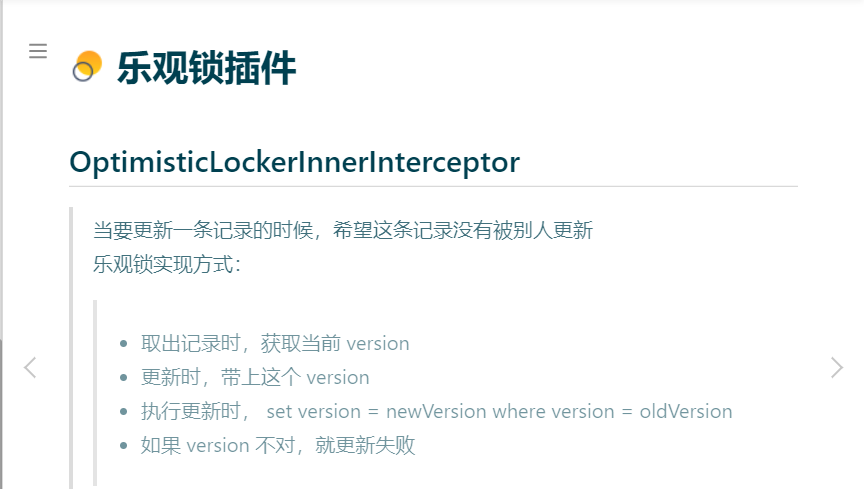 乐观锁插件
OptimisticLockerInnerInterceptor
当要更新一条记录的时候，希望这条记录没有被别人更新
乐观锁实现方式：
取出记录时，获取当前 version
更新时，带上这个 version
执行更新时， set version = newVersion where version = oldVersion
如果 version 不对，就更新失败